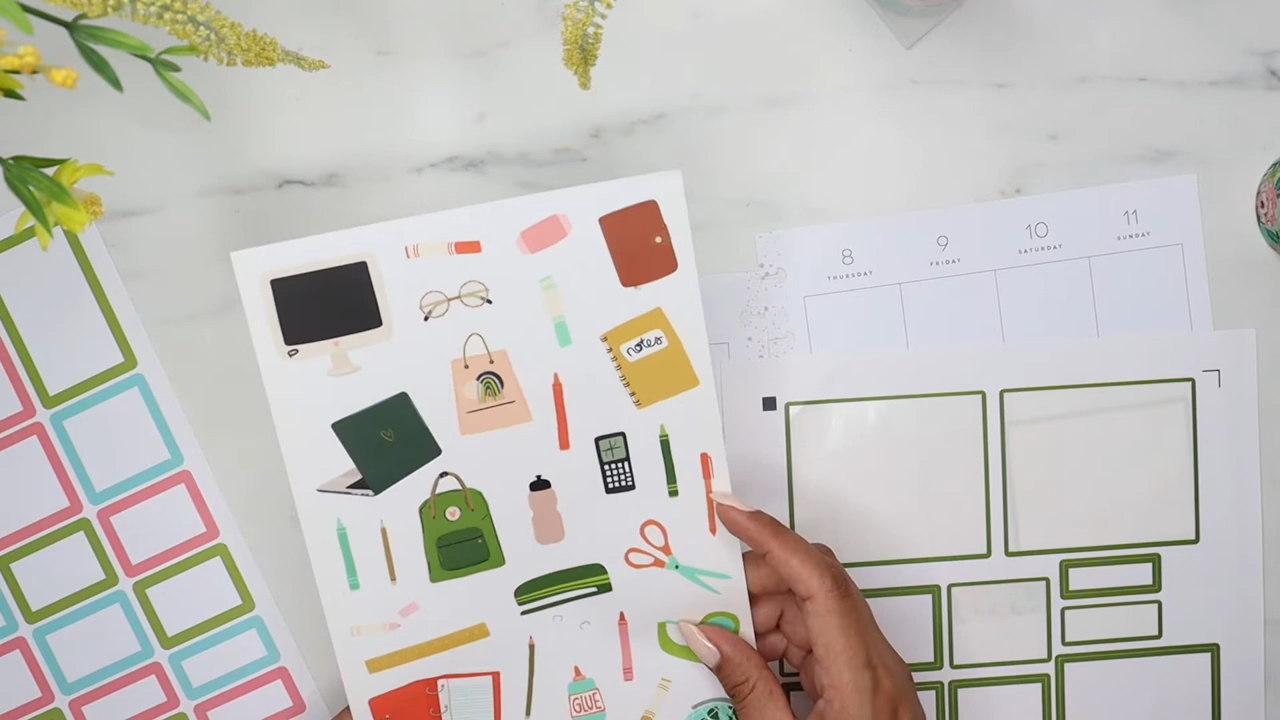 8
THURSDAY
9
FRIDAY
10
SATURDAY
11
SUNDAY
notes
GLUE